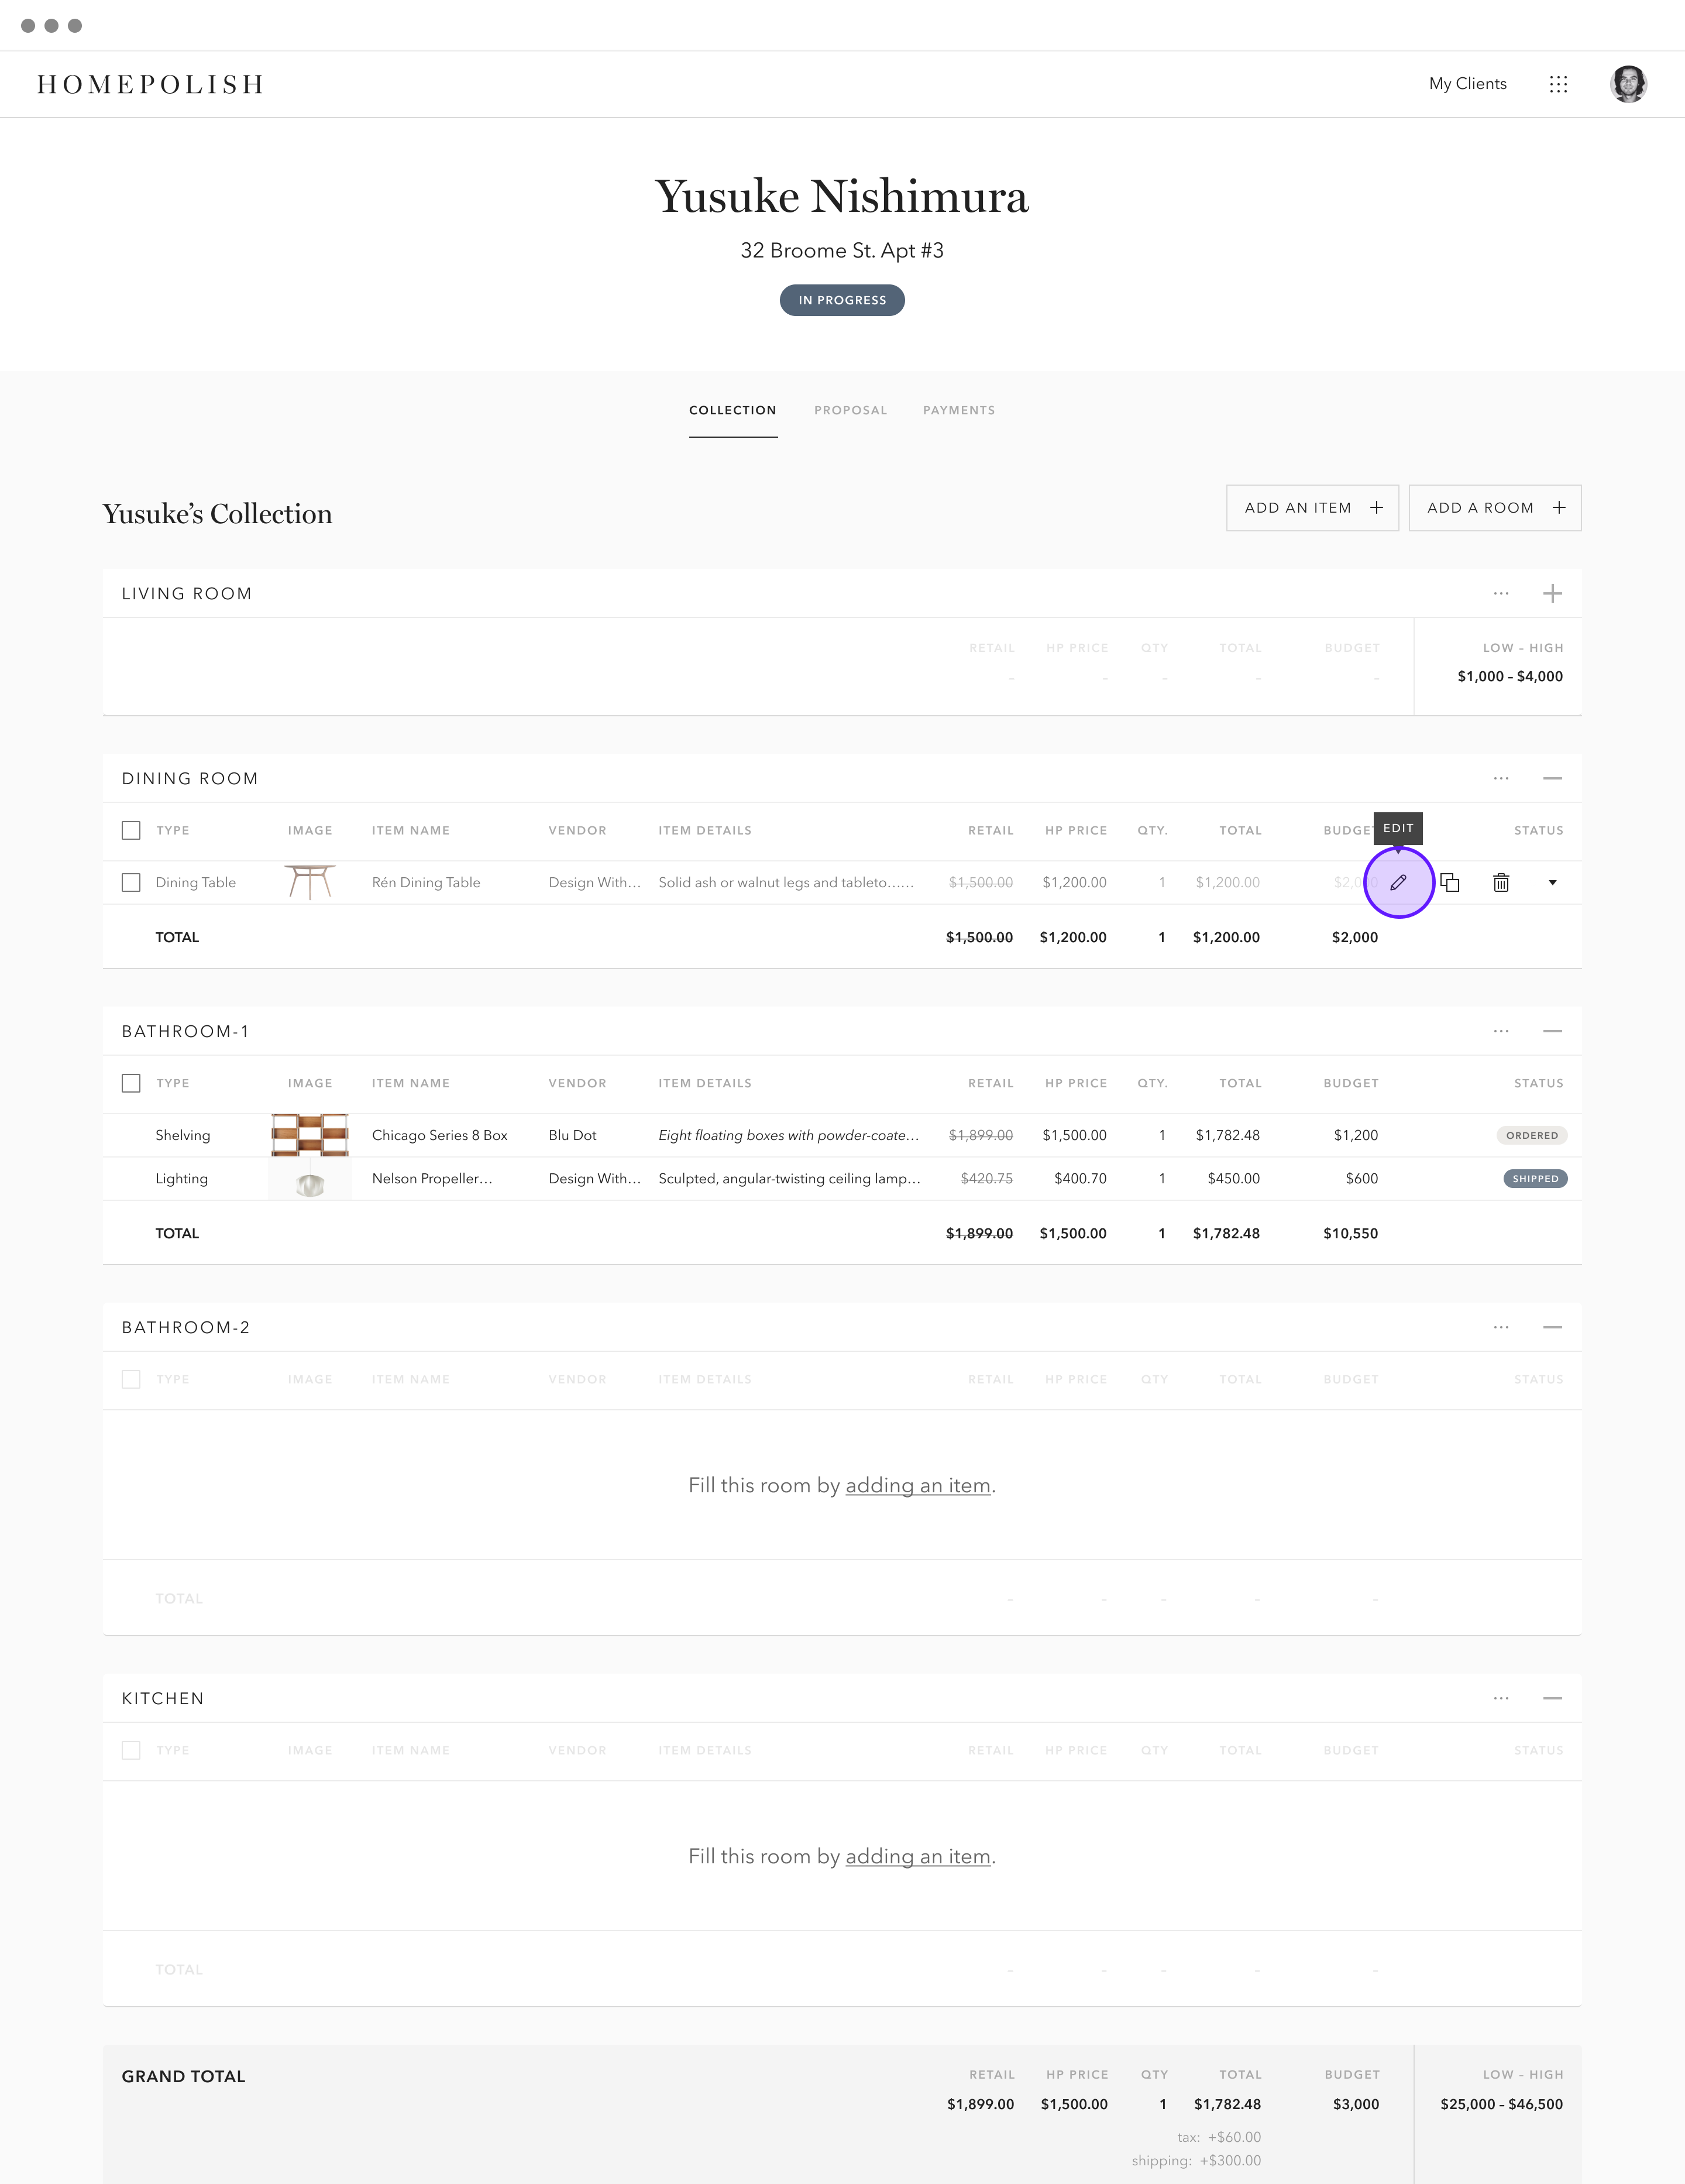 HOMEPOLISH My Clients
Yusuke Nishimura
32 Broome St. Apt #3
IN PROGRESS
COLLECTION PROPOSAL PAYMENTS
Yusuke’s Collection ADD AN ITEM + ADD A ROOM +
LIVING ROOM ... +
RETAIL HP PRICE QTY TOTAL BUDGET LOW – HIGH
– – – – – $1,000 – $4,000
DINING ROOM ... —
TYPE IMAGE ITEM NAME VENDOR ITEM DETAILS RETAIL HP PRICE QTY. TOTAL BUDGET EDIT STATUS
Dining Table Rén Dining Table Design With… Solid ash or walnut legs and tableto…… $1,500.00 $1,200.00 1 $1,200.00
TOTAL $1,500.00 $1,200.00 1 $1,200.00 $2,000
BATHROOM-1 ... —
TYPE IMAGE ITEM NAME VENDOR ITEM DETAILS RETAIL HP PRICE QTY. TOTAL BUDGET STATUS
Shelving Chicago Series 8 Box Blu Dot Eight floating boxes with powder-coate… $1,899.00 $1,500.00 1 $1,782.48 $1,200 ORDERED
Lighting Nelson Propeller… Design With… Sculpted, angular-twisting ceiling lamp… $420.75 $400.70 1 $450.00 $600 SHIPPED
TOTAL $1,899.00 $1,500.00 1 $1,782.48 $10,550
BATHROOM-2 ... —
TYPE IMAGE ITEM NAME VENDOR ITEM DETAILS RETAIL HP PRICE QTY TOTAL BUDGET STATUS
Fill this room by adding an item.
TOTAL – – – – –
KITCHEN ... —
TYPE IMAGE ITEM NAME VENDOR ITEM DETAILS RETAIL HP PRICE QTY TOTAL BUDGET STATUS
Fill this room by adding an item.
TOTAL – – – – –
GRAND TOTAL RETAIL HP PRICE QTY TOTAL BUDGET LOW – HIGH
$1,899.00 $1,500.00 1 $1,782.48 $3,000 $25,000 – $46,500
tax: +$60.00
shipping: +$300.00